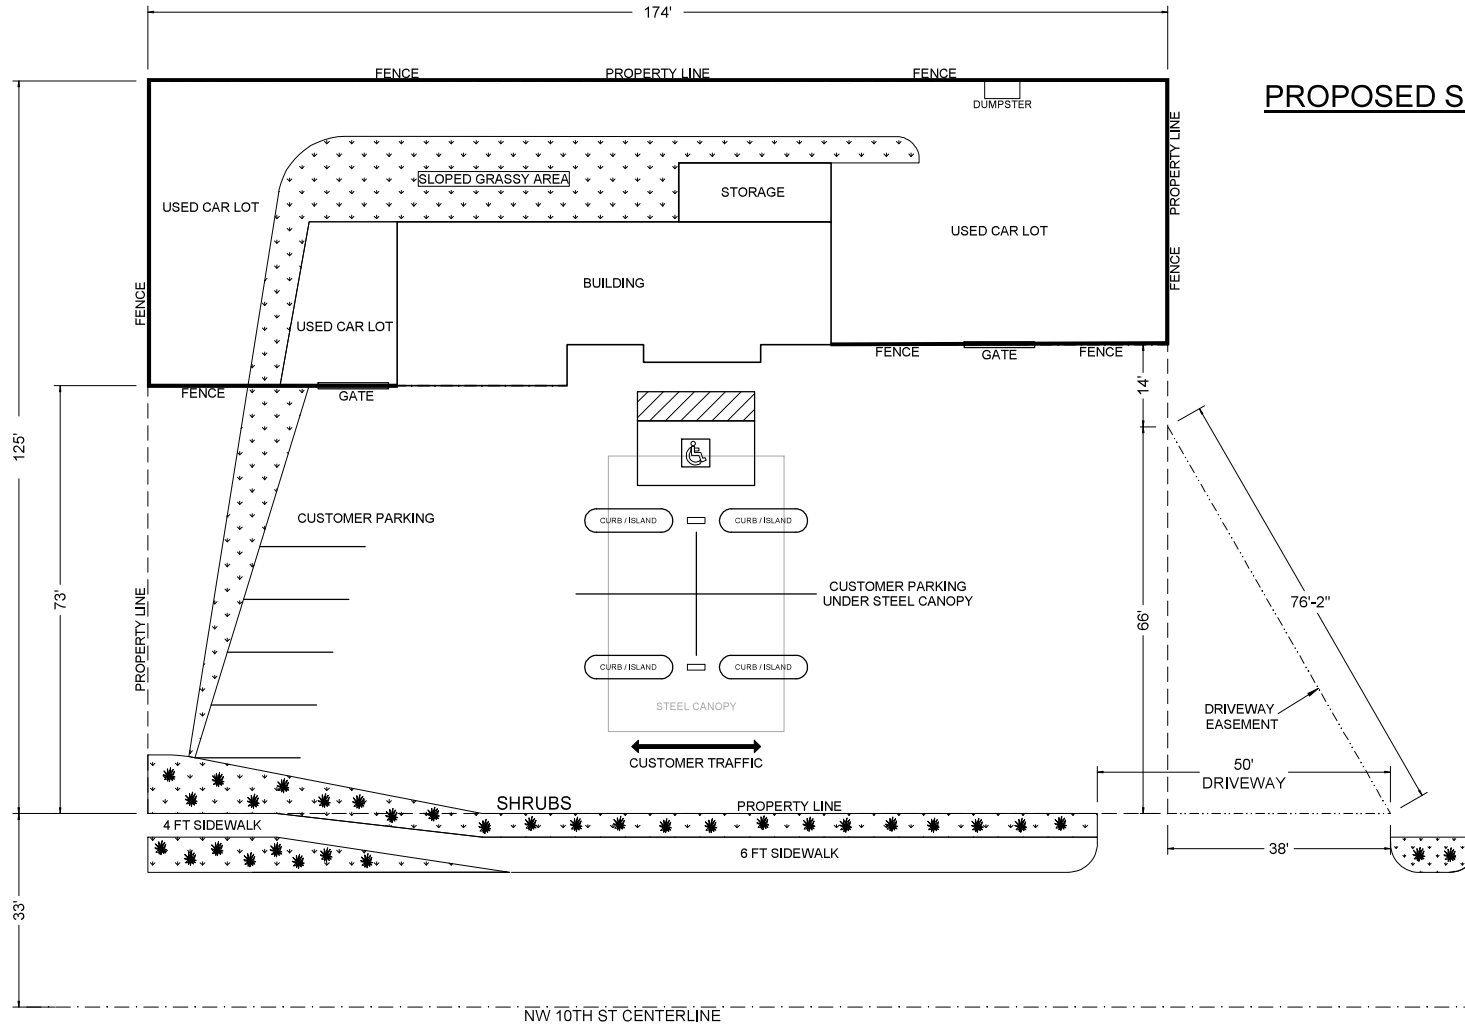 174'
FENCE
PROPERTY LINE
FENCE
DUMPSTER
PROPOSED S
PROPERTY LINE
SLOPED GRASSY AREA
STORAGE
USED CAR LOT
USED CAR LOT
BUILDING
FENCE
FENCE
USED CAR LOT
FENCE
GATE
FENCE
FENCE
GATE
14'
125'
CUSTOMER PARKING
CURB / ISLAND
CURB / ISLAND
73'
CUSTOMER PARKING
UNDER STEEL CANOPY
66'
76'-2"
PROPERTY LINE
CURB / ISLAND
CURB / ISLAND
STEEL CANOPY
DRIVEWAY
EASEMENT
CUSTOMER TRAFFIC
50'
DRIVEWAY
SHRUBS
PROPERTY LINE
4 FT SIDEWALK
6 FT SIDEWALK
38'
33'
NW 10TH ST CENTERLINE